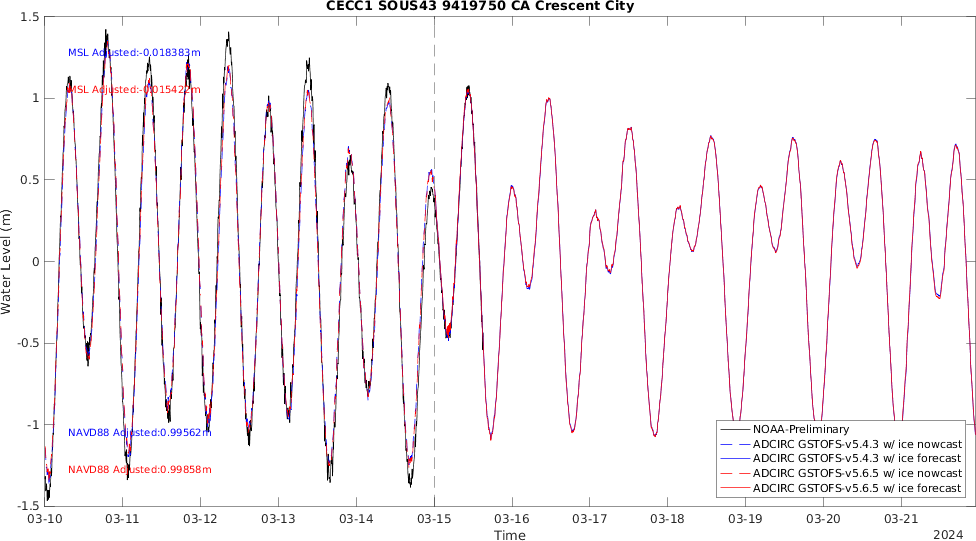 CECC1 SOUS43 9419750 CA Crescent City
1.5
1
0.5
0
-0.5
-1
-1.5
Water Level (m)
MSL Adjusted:-0.018383m
MSL Adjusted:-0.015422m
NAVD88 Adjusted:0.99562m
NAVD88 Adjusted:0.99858m
NOAA-Preliminary
ADCIRC GSTOFS-v5.4.3 w/ ice nowcast
ADCIRC GSTOFS-v5.4.3 w/ ice forecast
ADCIRC GSTOFS-v5.6.5 w/ ice nowcast
ADCIRC GSTOFS-v5.6.5 w/ ice forecast
03-10 03-11 03-12 03-13 03-14 03-15 03-16 03-17 03-18 03-19 03-20 03-21
Time
2024